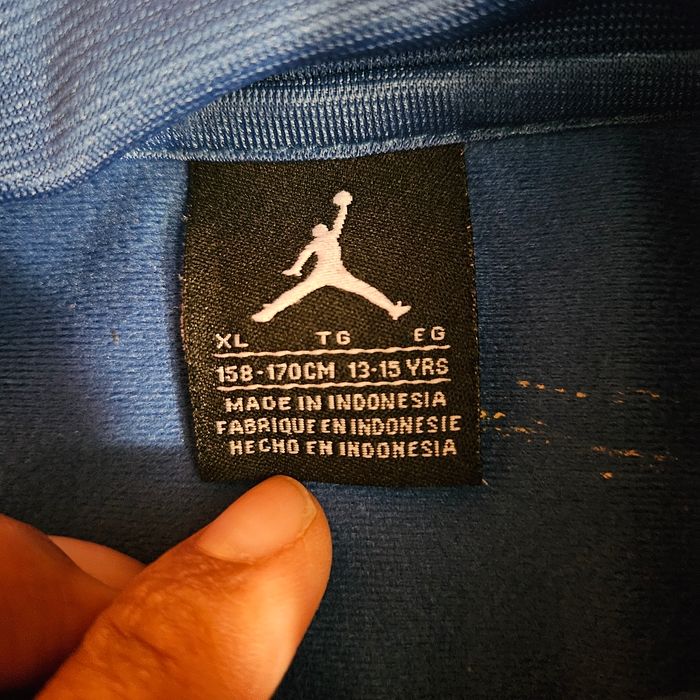 XL TG EG
158-170CM 13-15 YRS
MADE IN INDONESIA
FABRIQUE EN INDONESIE
HECHO EN INDONESIA